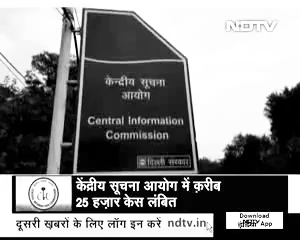 NDTV
केन्द्रीय सूचना
आयोग
Central Information
Commission
दिल्ली सरकार
केंद्रीय सूचना आयोग में क़रीब
25 हज़ार केस लंबित
दूसरी ख़बरों के लिए लॉग इन करें ndtv.in
Download
NDTV App